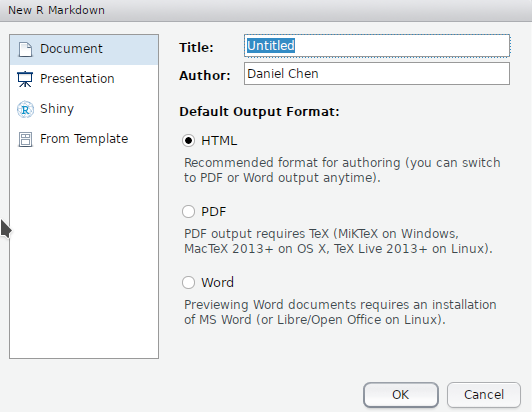 New R Markdown
Document
Presentation
Shiny
From Template
Title: Untitled
Author: Daniel Chen
Default Output Format:
HTML
Recommended format for authoring (you can switch
to PDF or Word output anytime).
PDF
PDF output requires TeX (MiKTeX on Windows,
MacTeX 2013+ on OS X, TeX Live 2013+ on Linux).
Word
Previewing Word documents requires an installation
of MS Word (or Libre/Open Office on Linux).
OK Cancel